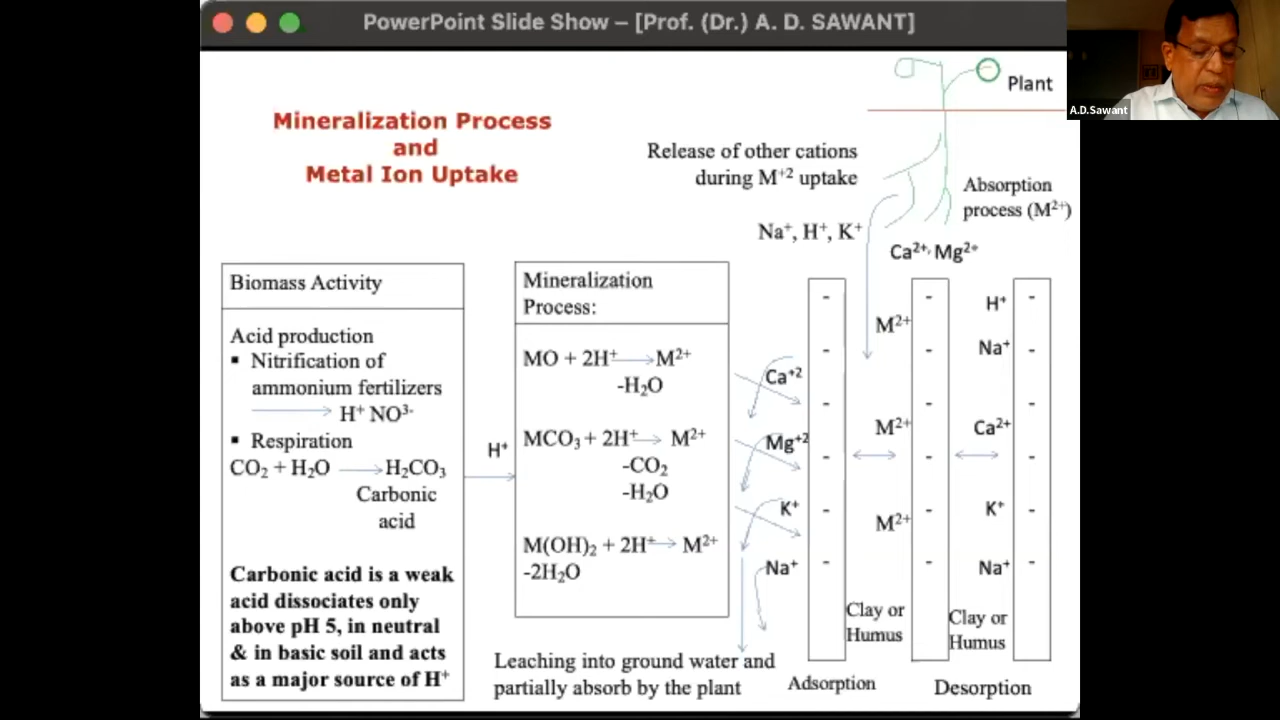 PowerPoint Slide Show – [Prof. (Dr.) A. D. SAWANT]
A.D.Sawant
Mineralization Process
and
Metal Ion Uptake
Plant
Release of other cations
during M⁺² uptake
Absorption
process (M²⁺)
Na⁺, H⁺, K⁺
Ca²⁺, Mg²⁺
Biomass Activity
Acid production
▪ Nitrification of
ammonium fertilizers
⟶ H⁺ NO³⁻
▪ Respiration
CO₂ + H₂O ⟶ H₂CO₃
Carbonic
acid
Carbonic acid is a weak
acid dissociates only
above pH 5, in neutral
& in basic soil and acts
as a major source of H⁺
H⁺
Mineralization
Process:
MO + 2H⁺ ⟶ M²⁺
-H₂O
MCO₃ + 2H⁺ ⟶ M²⁺
-CO₂
-H₂O
M(OH)₂ + 2H⁺ ⟶ M²⁺
-2H₂O
Ca⁺²
Mg⁺²
K⁺
Na⁺
Leaching into ground water and
partially absorb by the plant
-
-
-
-
-
-
Adsorption
M²⁺
M²⁺
M²⁺
Clay or
Humus
-
-
-
-
-
-
H⁺
Na⁺
Ca²⁺
K⁺
Na⁺
Clay or
Humus
-
-
-
-
-
-
Desorption